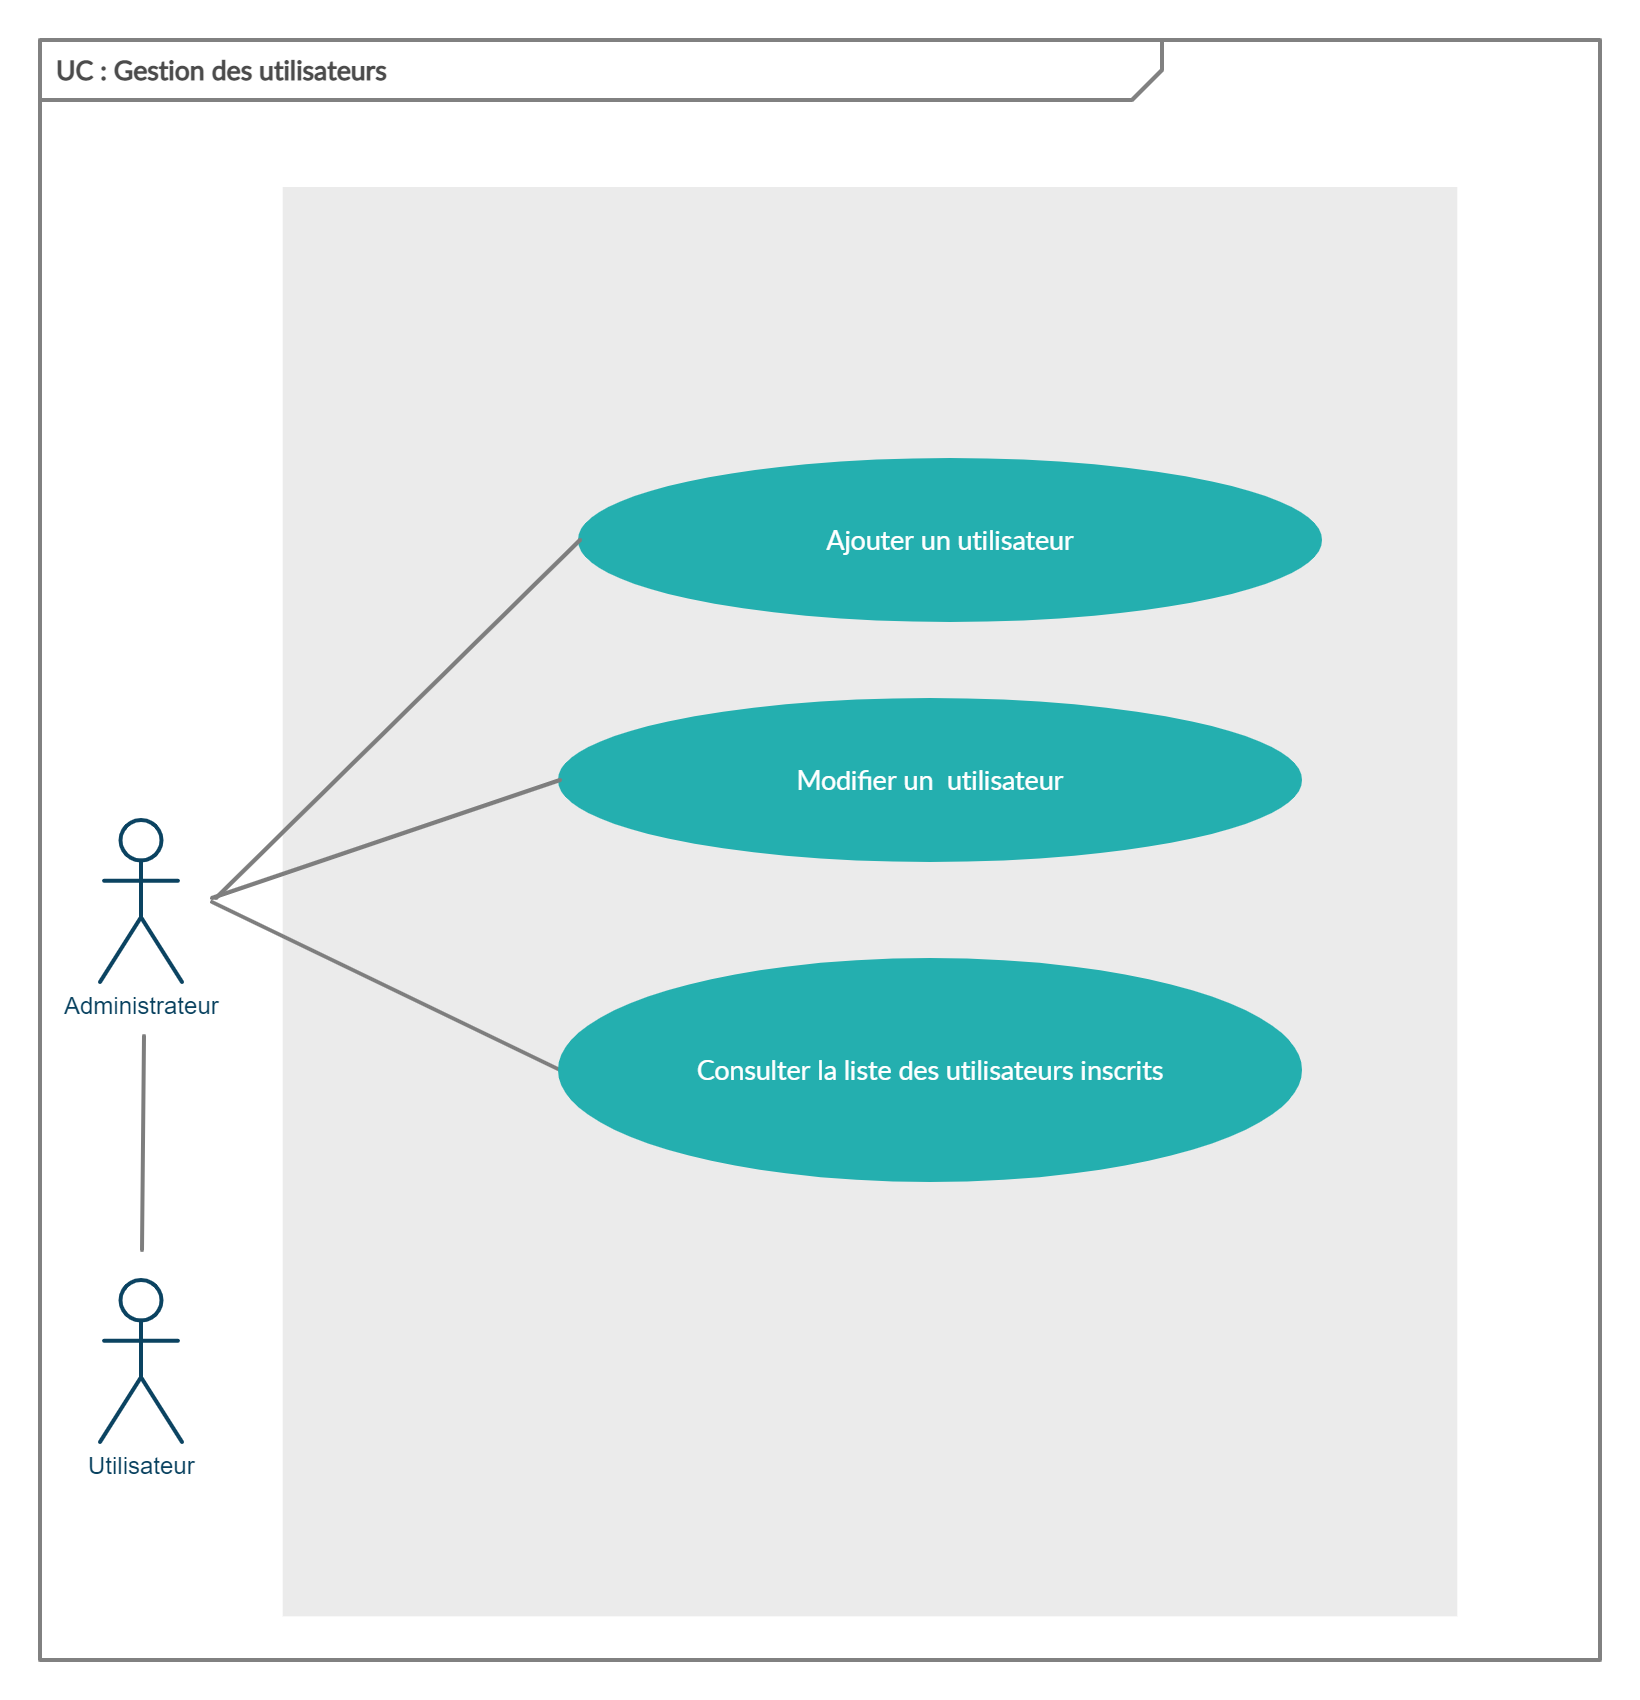 UC : Gestion des utilisateurs
Ajouter un utilisateur
Modifier un  utilisateur
Administrateur
Consulter la liste des utilisateurs inscrits
Utilisateur